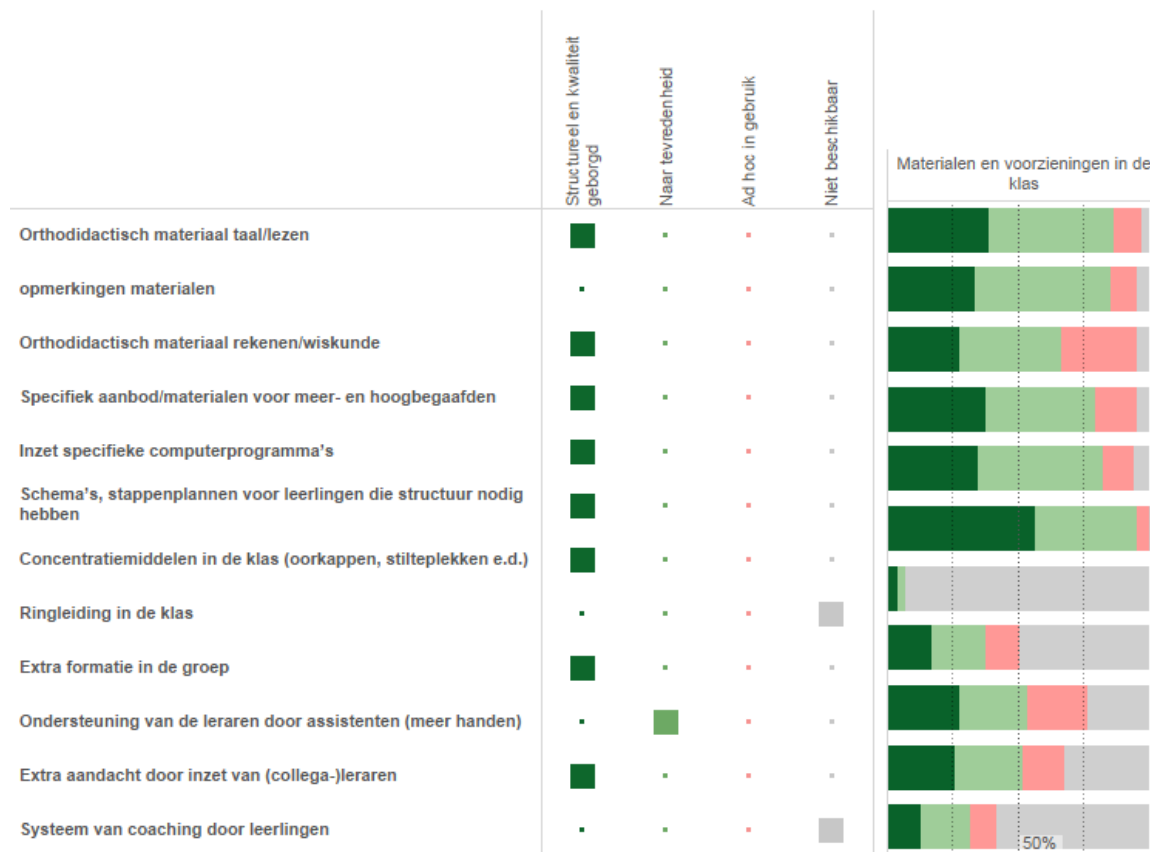 Structureel en kwaliteit
geborgd
Naar tevredenheid
Ad hoc in gebruik
Niet beschikbaar
Materialen en voorzieningen in de
klas
Orthodidactisch materiaal taal/lezen
opmerkingen materialen
Orthodidactisch materiaal rekenen/wiskunde
Specifiek aanbod/materialen voor meer- en hoogbegaafden
Inzet specifieke computerprogramma's
Schema's, stappenplannen voor leerlingen die structuur nodig
hebben
Concentratiemiddelen in de klas (oorkappen, stilteplekken e.d.)
Ringleiding in de klas
Extra formatie in de groep
Ondersteuning van de leraren door assistenten (meer handen)
Extra aandacht door inzet van (collega-)leraren
Systeem van coaching door leerlingen
50%